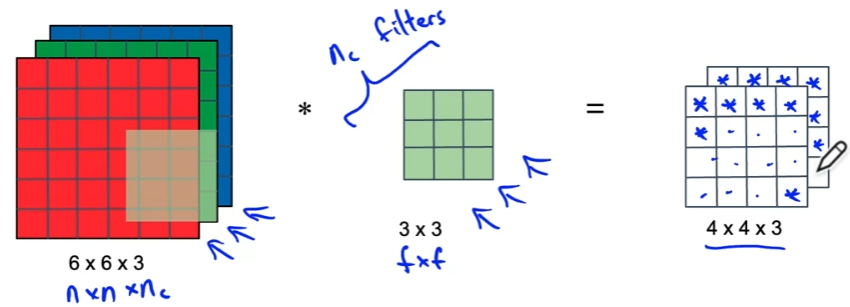 n_c filters
*
=
6 x 6 x 3
n x n x n_c
3 x 3
f x f
4 x 4 x 3